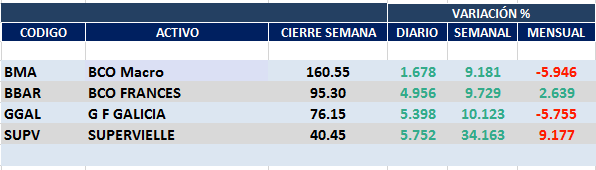 VARIACIÓN %
CODIGO ACTIVO CIERRE SEMANA DIARIO SEMANAL MENSUAL
BMA BCO Macro 160.55 1.678 9.181 -5.946
BBAR BCO FRANCES 95.30 4.956 9.729 2.639
GGAL G F GALICIA 76.15 5.398 10.123 -5.755
SUPV SUPERVIELLE 40.45 5.752 34.163 9.177